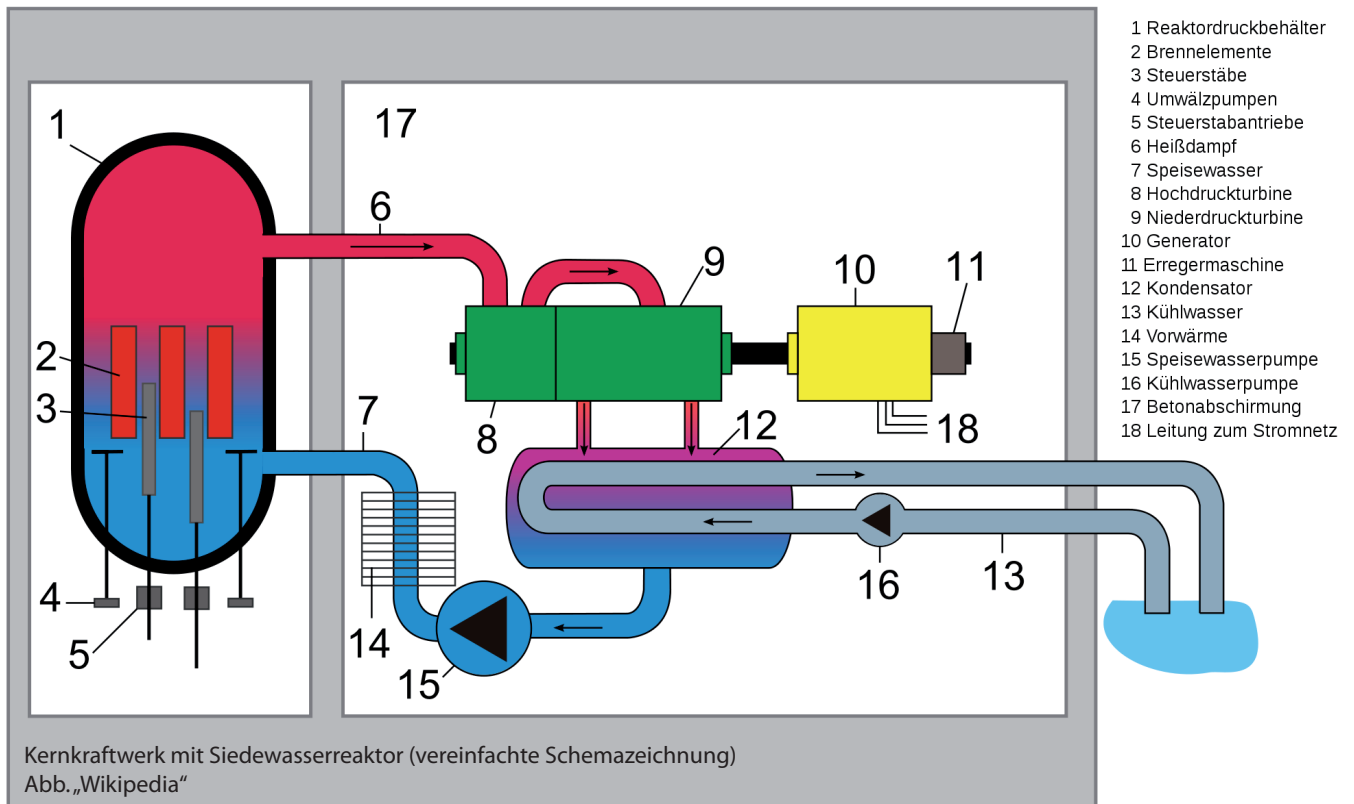 1 Reaktordruckbehälter
2 Brennelemente
3 Steuerstäbe
4 Umwälzpumpen
5 Steuerstabantriebe
6 Heißdampf
7 Speisewasser
8 Hochdruckturbine
9 Niederdruckturbine
10 Generator
11 Erregermaschine
12 Kondensator
13 Kühlwasser
14 Vorwärme
15 Speisewasserpumpe
16 Kühlwasserpumpe
17 Betonabschirmung
18 Leitung zum Stromnetz
1
17
6
9
10
11
2
3
7
8
12
18
4
5
14
15
16
13
Kernkraftwerk mit Siedewasserreaktor (vereinfachte Schemazeichnung)
Abb. „Wikipedia“